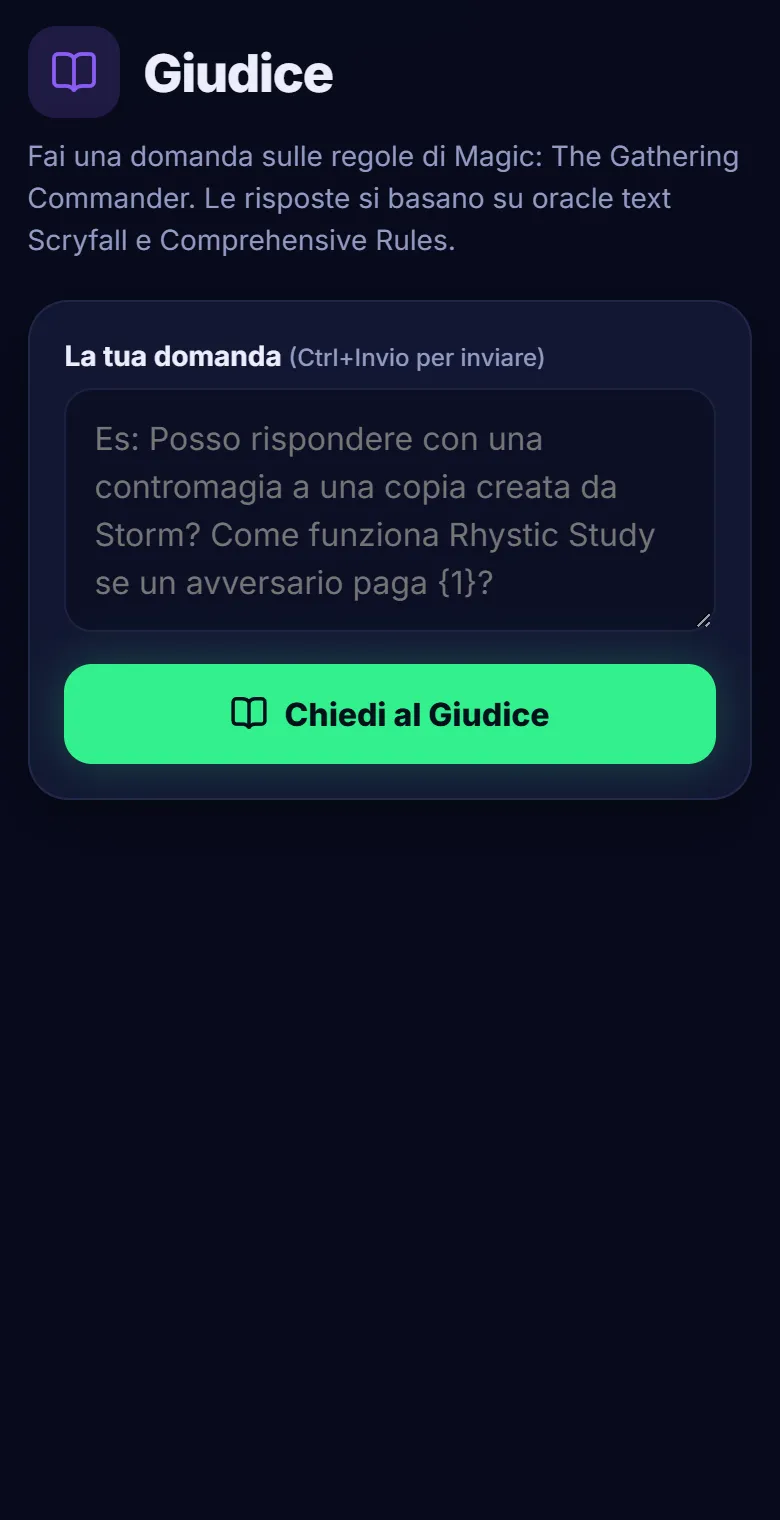 Giudice
Fai una domanda sulle regole di Magic: The Gathering
Commander. Le risposte si basano su oracle text
Scryfall e Comprehensive Rules.
La tua domanda (Ctrl+Invio per inviare)
Es: Posso rispondere con una
contromagia a una copia creata da
Storm? Come funziona Rhystic Study
se un avversario paga {1}?
Chiedi al Giudice